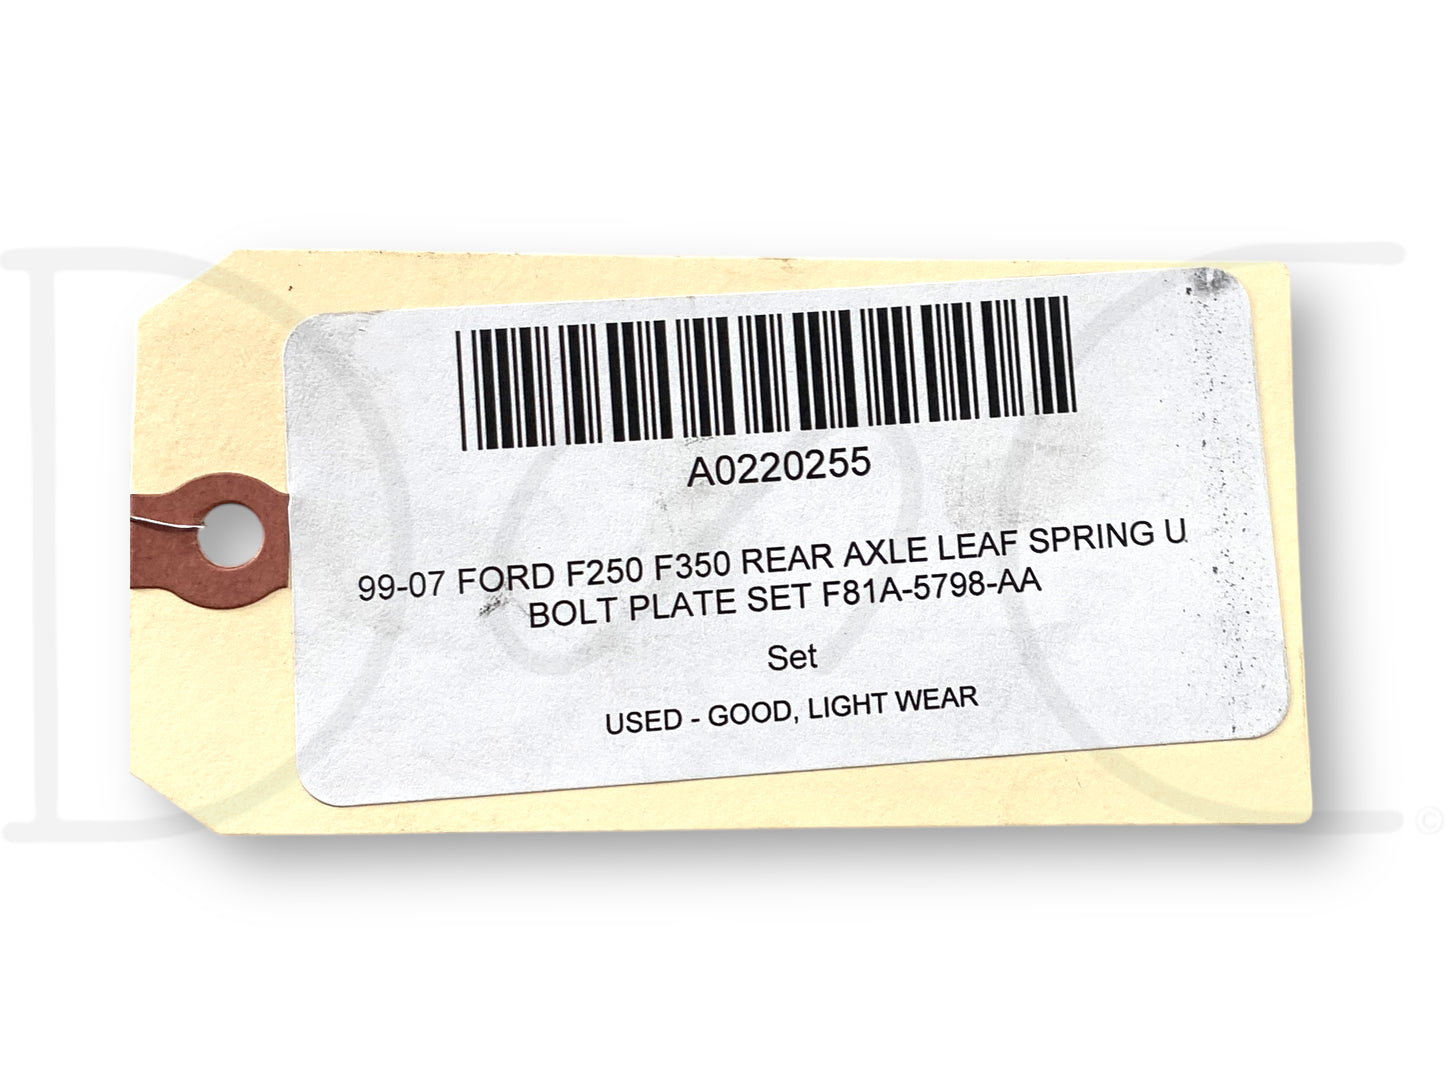 A0220255
99-07 FORD F250 F350 REAR AXLE LEAF SPRING U
BOLT PLATE SET F81A-5798-AA
Set
USED - GOOD, LIGHT WEAR
©